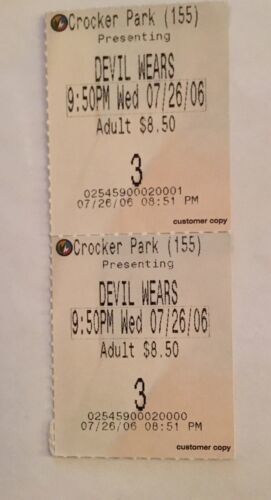 Crocker Park (155)
Presenting
DEVIL WEARS
9:50PM Wed 07/26/06
Adult $8.50
3
02545900020001
07/26/06 08:51 PM
customer copy
Crocker Park (155)
Presenting
DEVIL WEARS
9:50PM Wed 07/26/06
Adult $8.50
3
02545900020000
07/26/06 08:51 PM
customer copy